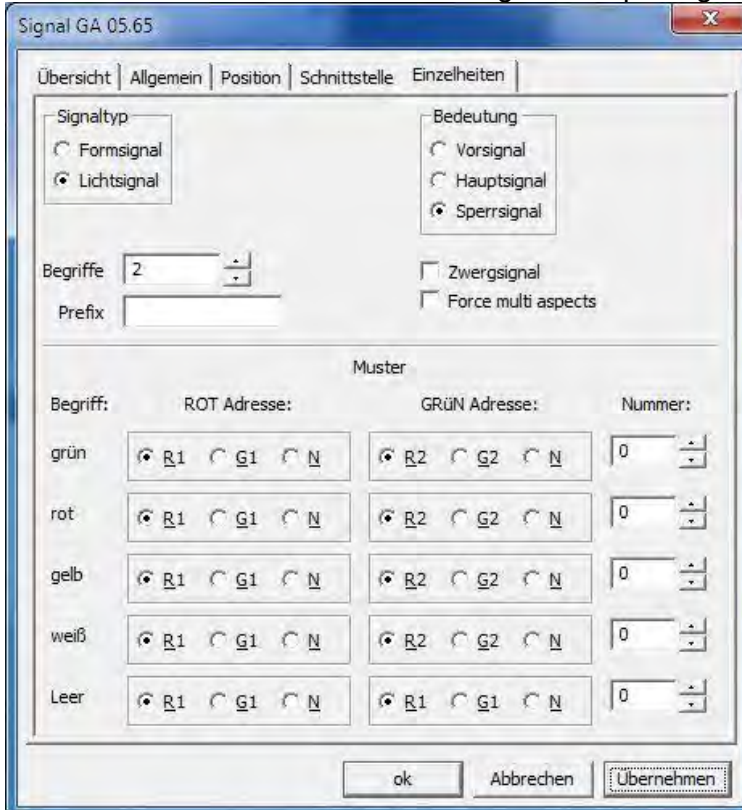 Signal GA 05.65
Übersicht Allgemein Position Schnittstelle Einzelheiten
Signaltyp
Formsignal
Lichtsignal
Bedeutung
Vorsignal
Hauptsignal
Sperrsignal
Begriffe 2
Prefix
Zwergsignal
Force multi aspects
Muster
Begriff: ROT Adresse: GRüN Adresse: Nummer:
grün R1 G1 N R2 G2 N 0
rot R1 G1 N R2 G2 N 0
gelb R1 G1 N R2 G2 N 0
weiß R1 G1 N R2 G2 N 0
Leer R1 G1 N R1 G1 N 0
ok Abbrechen Übernehmen